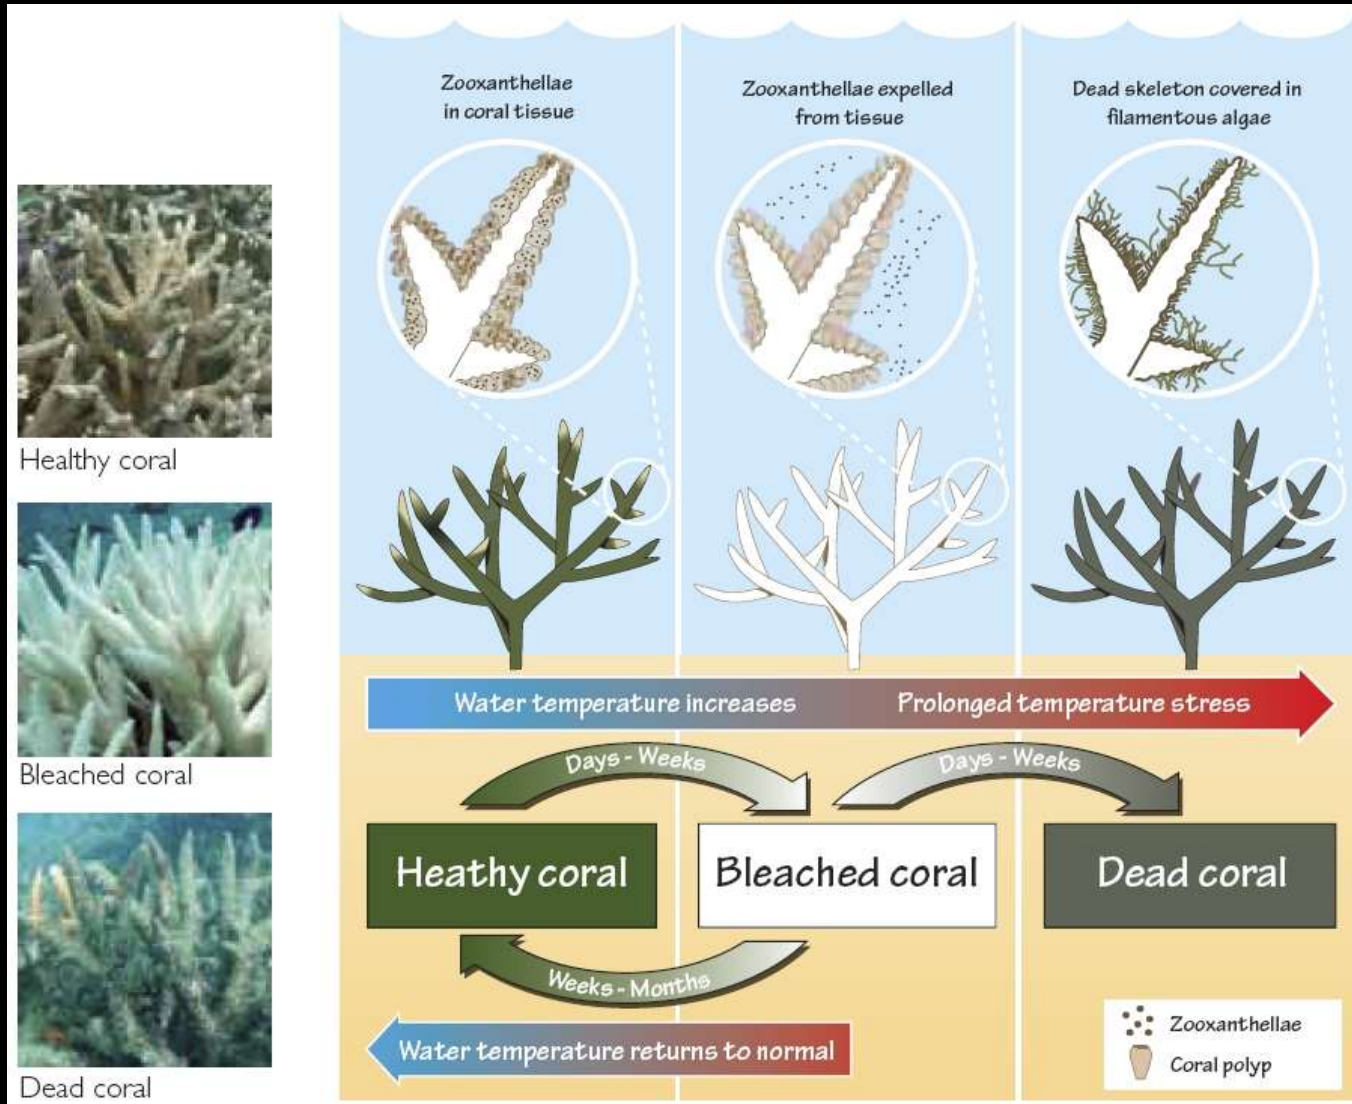 Healthy coral
Bleached coral
Dead coral
Zooxanthellae
in coral tissue
Zooxanthellae expelled
from tissue
Dead skeleton covered in
filamentous algae
Water temperature increases
Prolonged temperature stress
Days - Weeks
Days - Weeks
Heathy coral
Bleached coral
Dead coral
Weeks - Months
Water temperature returns to normal
Zooxanthellae
Coral polyp